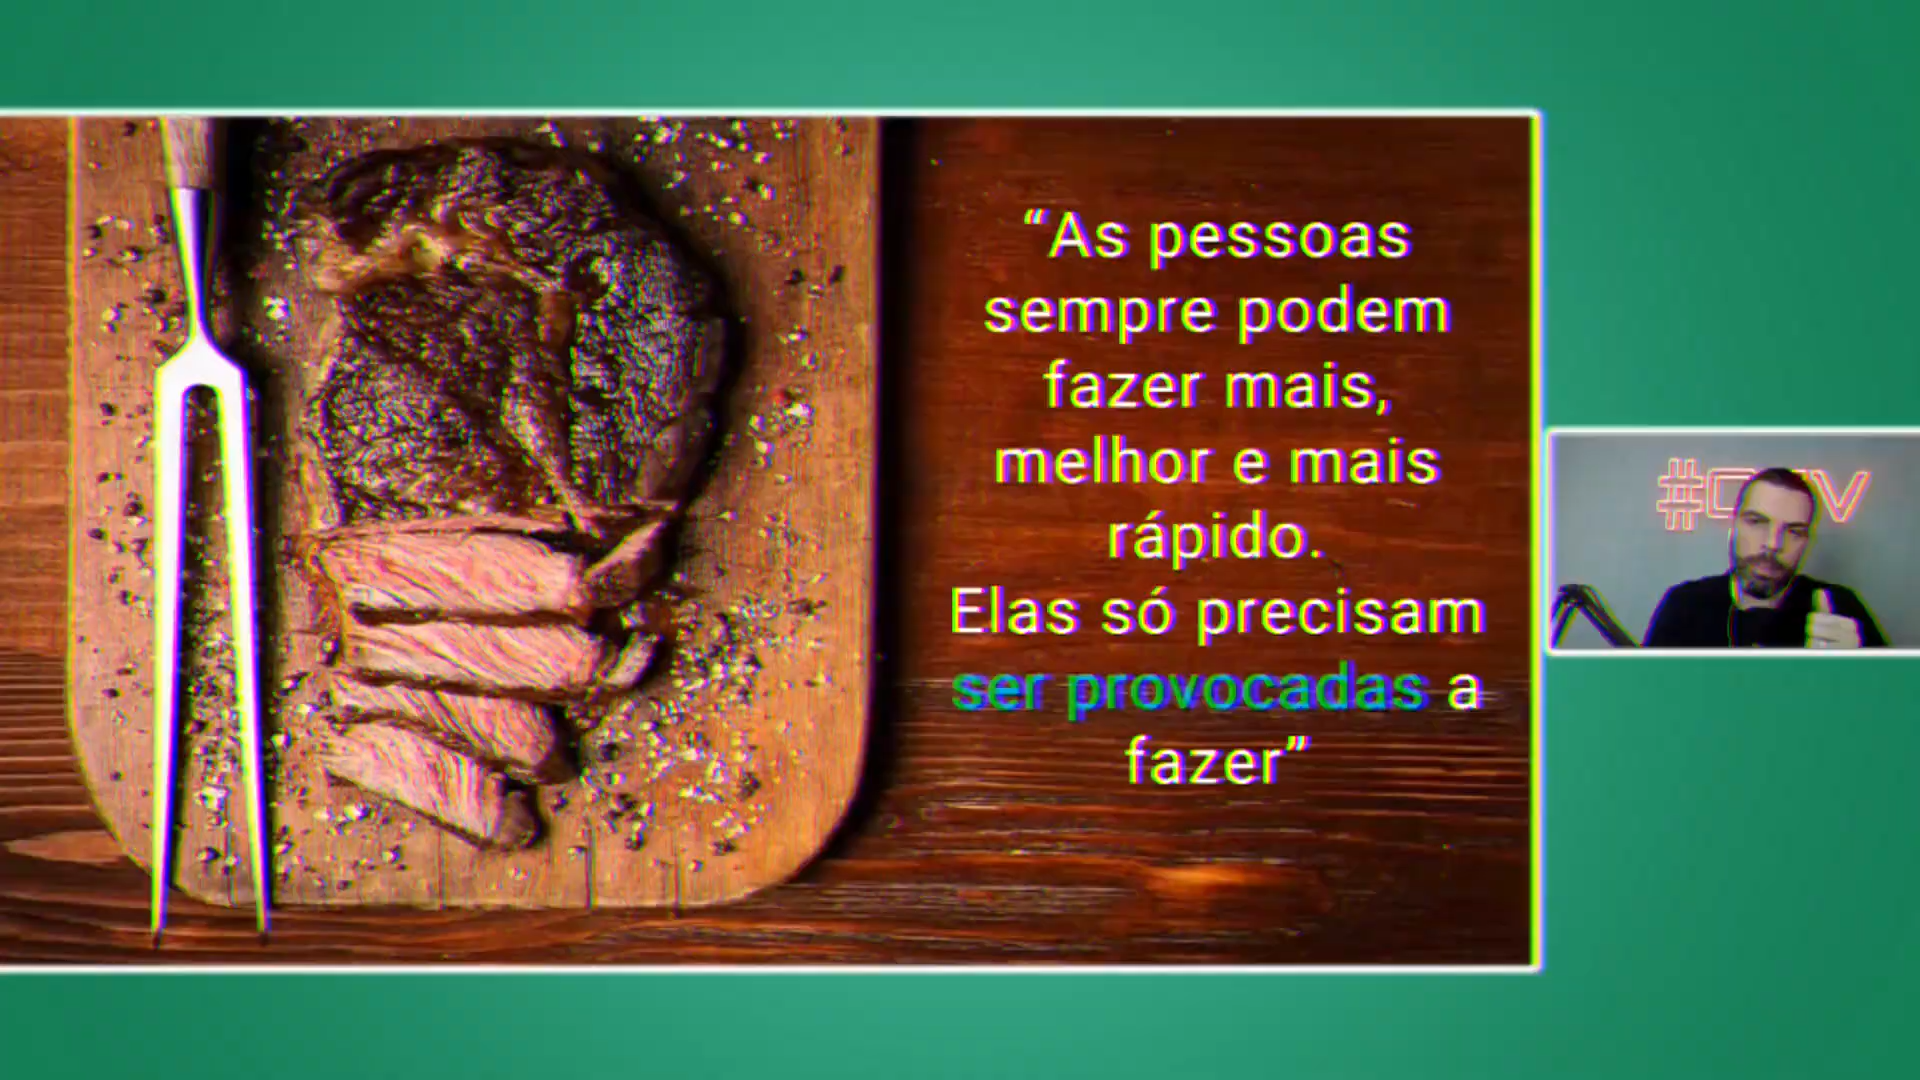 “As pessoas
sempre podem
fazer mais,
melhor e mais
rápido.
Elas só precisam
ser provocadas a
fazer”